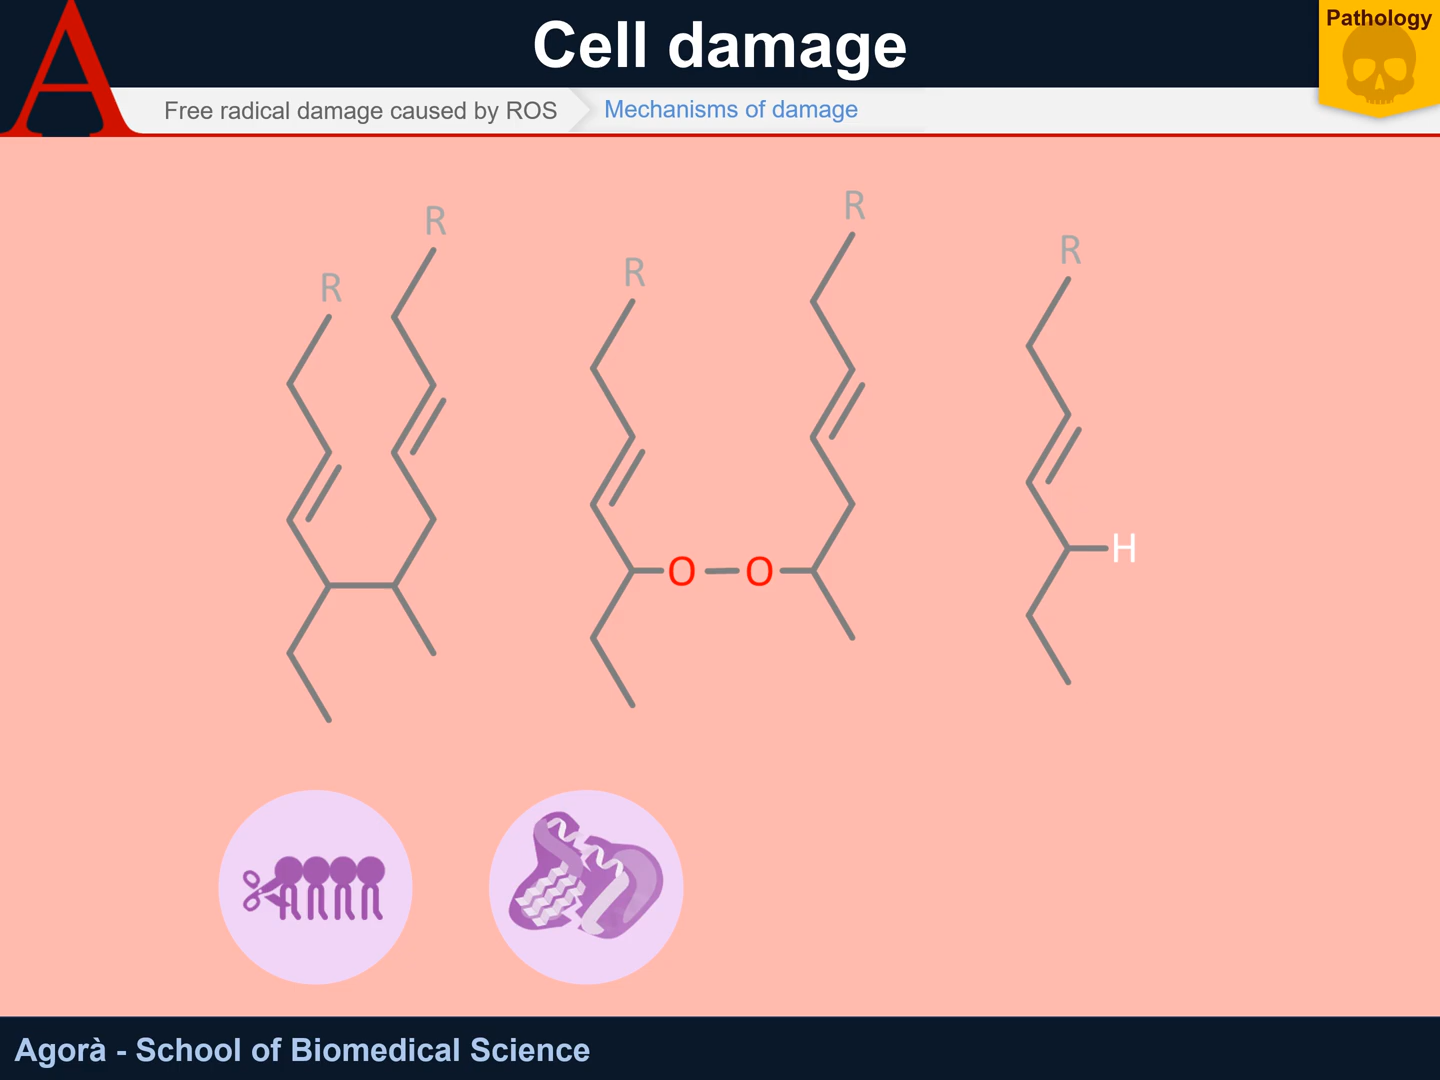 Cell damage
Pathology
A
Free radical damage caused by ROS
Mechanisms of damage
R
R
R
R
R
O
O
H
Agorà - School of Biomedical Science